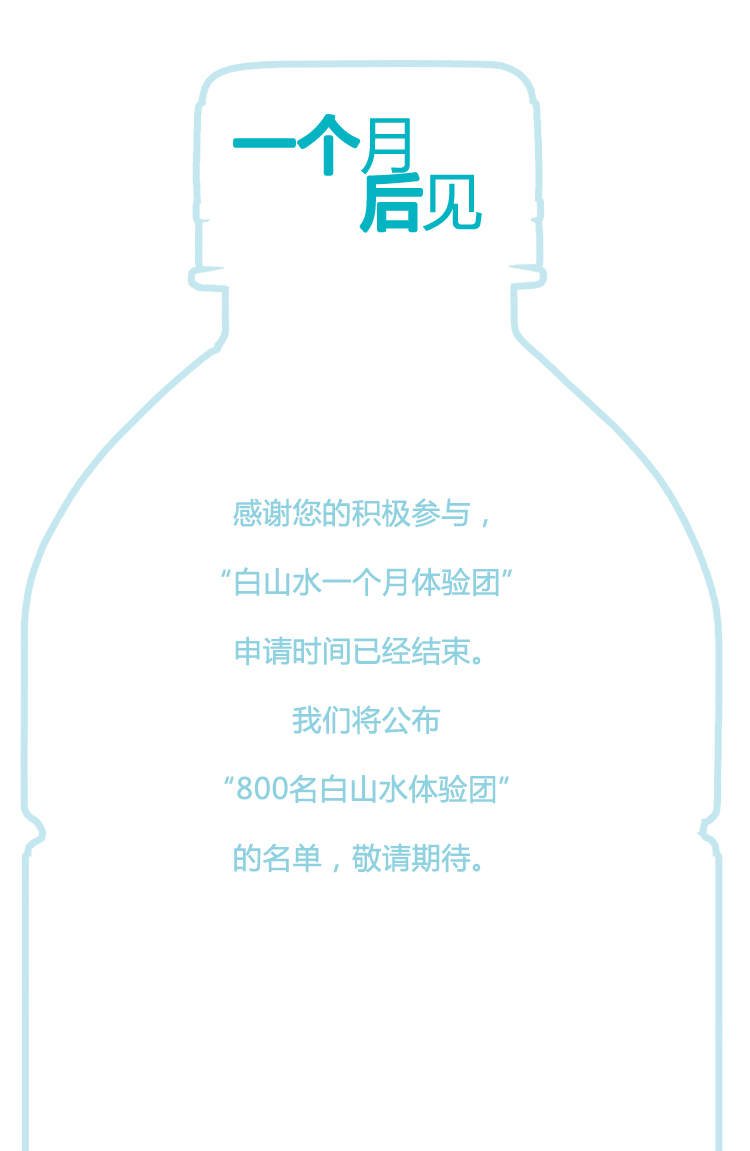 一个月
后见
感谢您的积极参与，
“白山水一个月体验团”
申请时间已经结束。
我们将公布
“800名白山水体验团”
的名单，敬请期待。